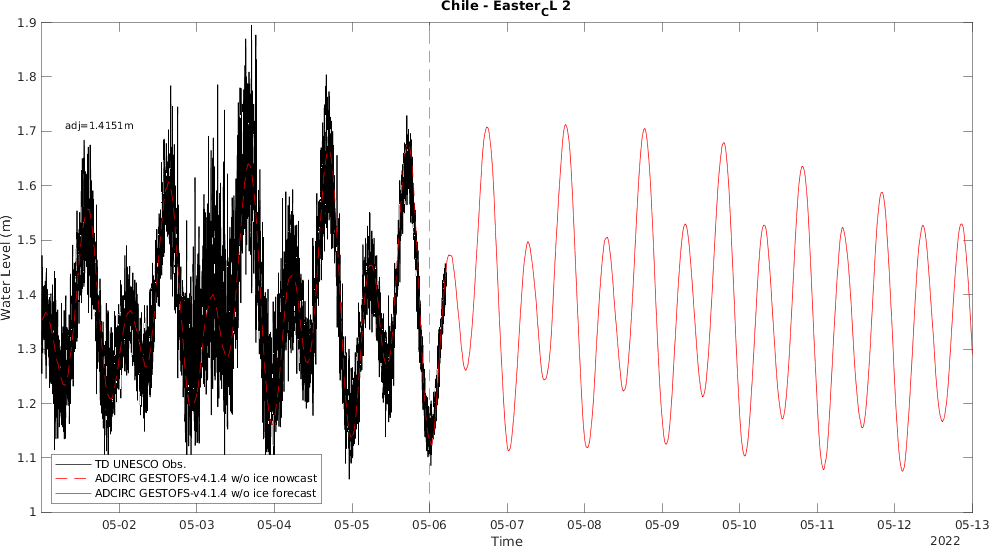 Chile - Easter_CL 2
1.9
1.8
1.7
1.6
1.5
1.4
1.3
1.2
1.1
1
Water Level (m)
adj=1.4151m
TD UNESCO Obs.
ADCIRC GESTOFS-v4.1.4 w/o ice nowcast
ADCIRC GESTOFS-v4.1.4 w/o ice forecast
05-02 05-03 05-04 05-05 05-06 05-07 05-08 05-09 05-10 05-11 05-12 05-13
Time
2022